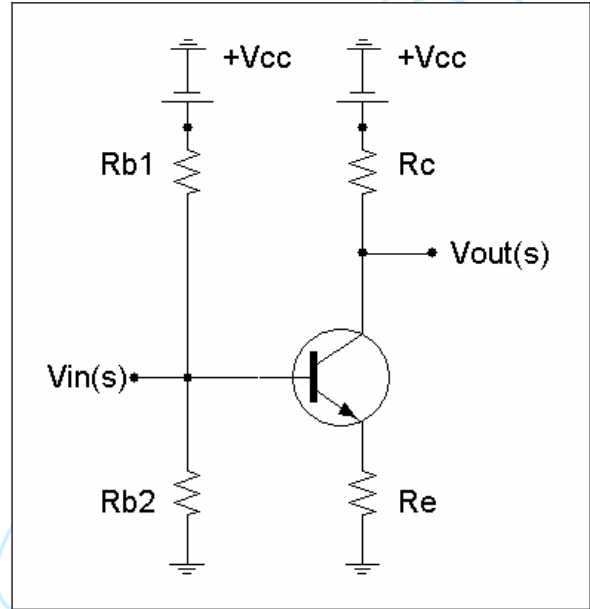 +Vcc +Vcc
Rb1 Rc
Vout(s)
Vin(s)
Rb2 Re